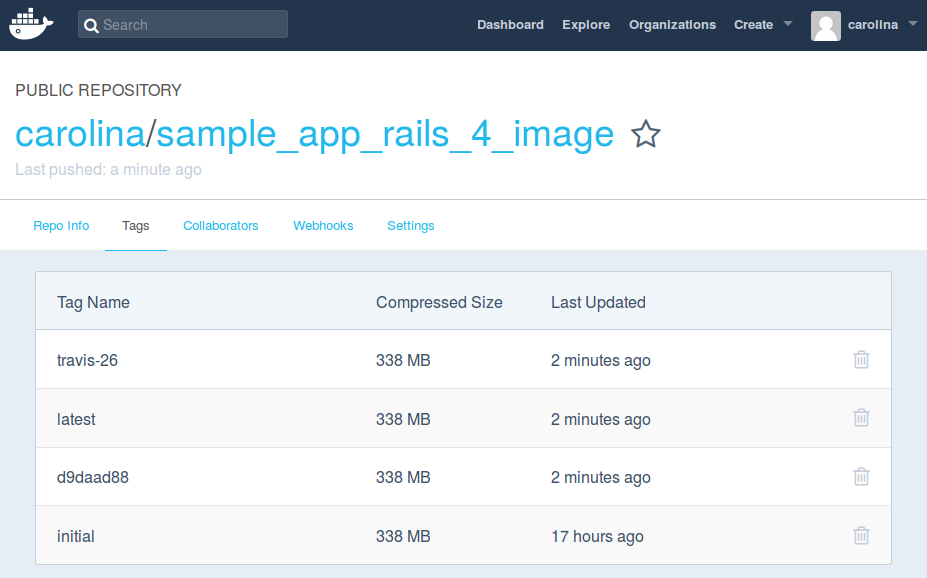 Search Dashboard Explore Organizations Create carolina
PUBLIC REPOSITORY
carolina/sample_app_rails_4_image
Last pushed: a minute ago
Repo Info Tags Collaborators Webhooks Settings
Tag Name Compressed Size Last Updated
travis-26 338 MB 2 minutes ago
latest 338 MB 2 minutes ago
d9daad88 338 MB 2 minutes ago
initial 338 MB 17 hours ago